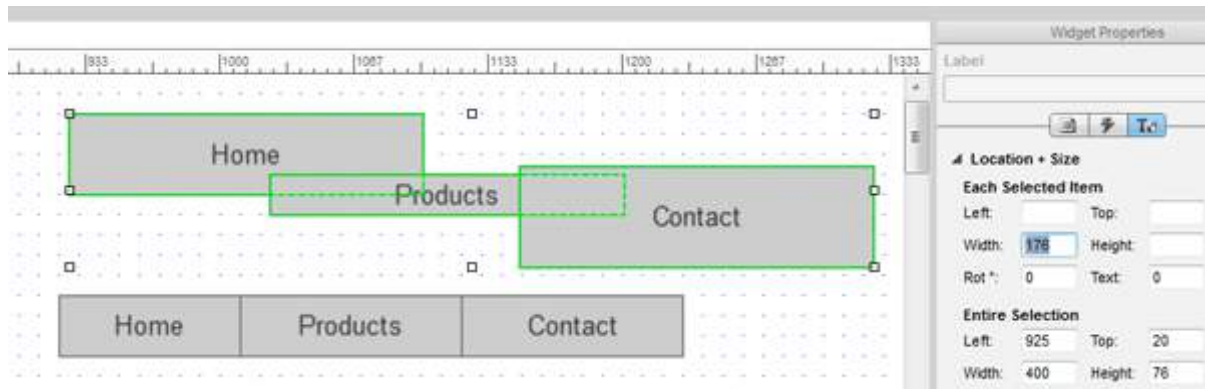 Widget Properties
933 1000 1067 1133 1200 1267 1333
Label
Home
Products
Contact
Location + Size
Each Selected Item
Left: Top:
Width: 176 Height:
Rot °: 0 Text: 0
Entire Selection
Left: 925 Top: 20
Width: 400 Height: 76
Home Products Contact